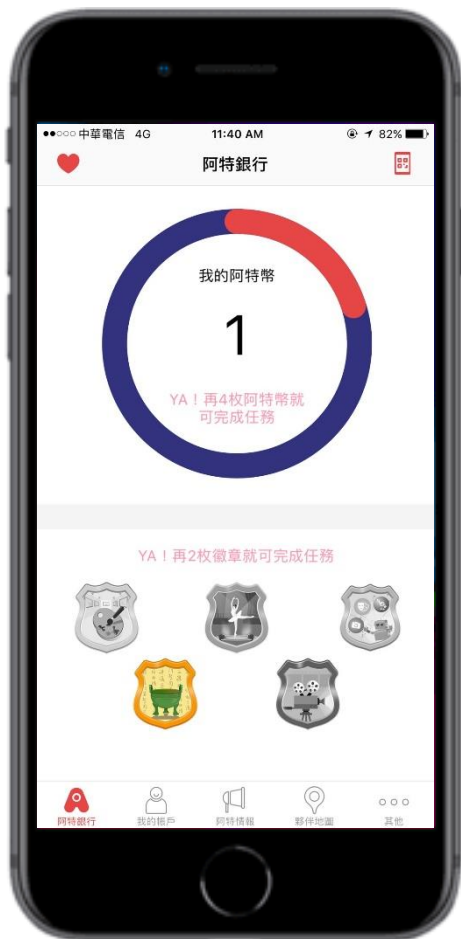 ●●○○○ 中華電信 4G 11:40 AM 82%
阿特銀行
我的阿特幣
1
YA！再4枚阿特幣就
可完成任務
YA！再2枚徽章就可完成任務
阿特銀行 我的帳戶 阿特情報 夥伴地圖 其他